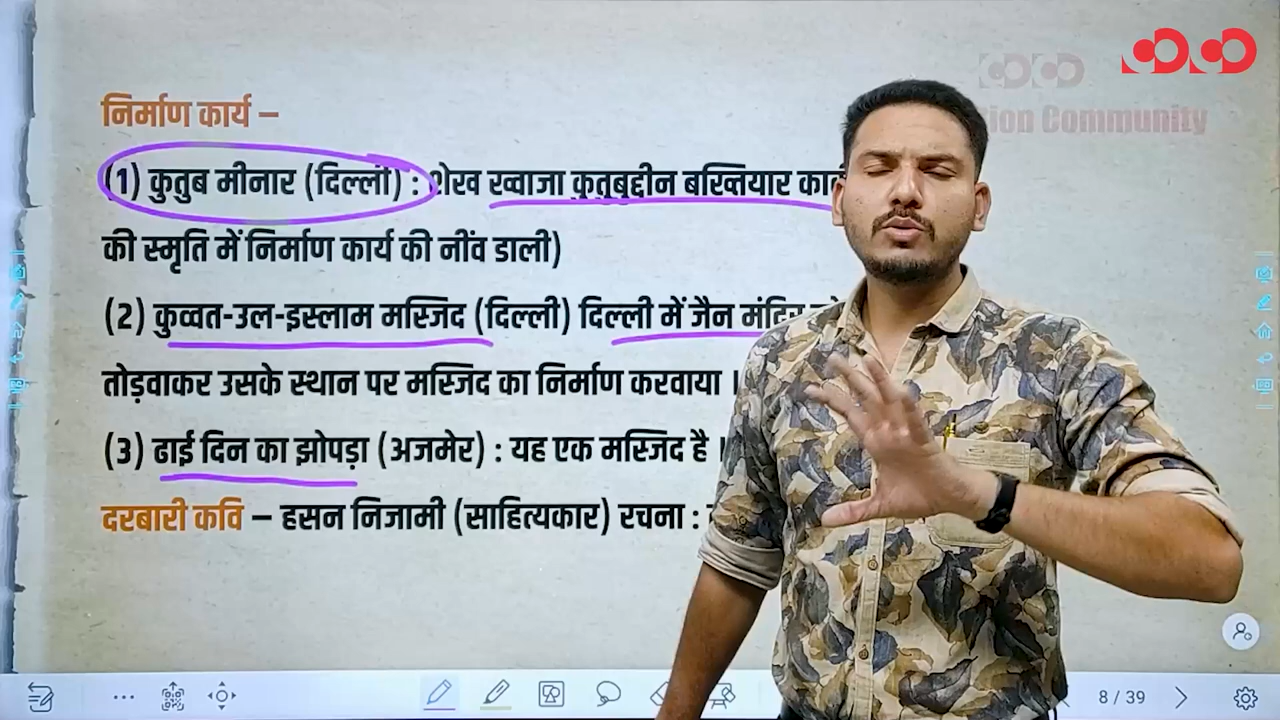 निर्माण कार्य –
(1) कुतुब मीनार (दिल्ली) : शेख ख्वाजा कुतुबुद्दीन बख्तियार
की स्मृति में निर्माण कार्य की नींव डाली)
(2) कुव्वत-उल-इस्लाम मस्जिद (दिल्ली) दिल्ली में जैन मंदिर
तोड़वाकर उसके स्थान पर मस्जिद का निर्माण करवाया ।
(3) ढाई दिन का झोपड़ा (अजमेर) : यह एक मस्जिद है ।
दरबारी कवि – हसन निजामी (साहित्यकार) रचना :
Community
8 / 39